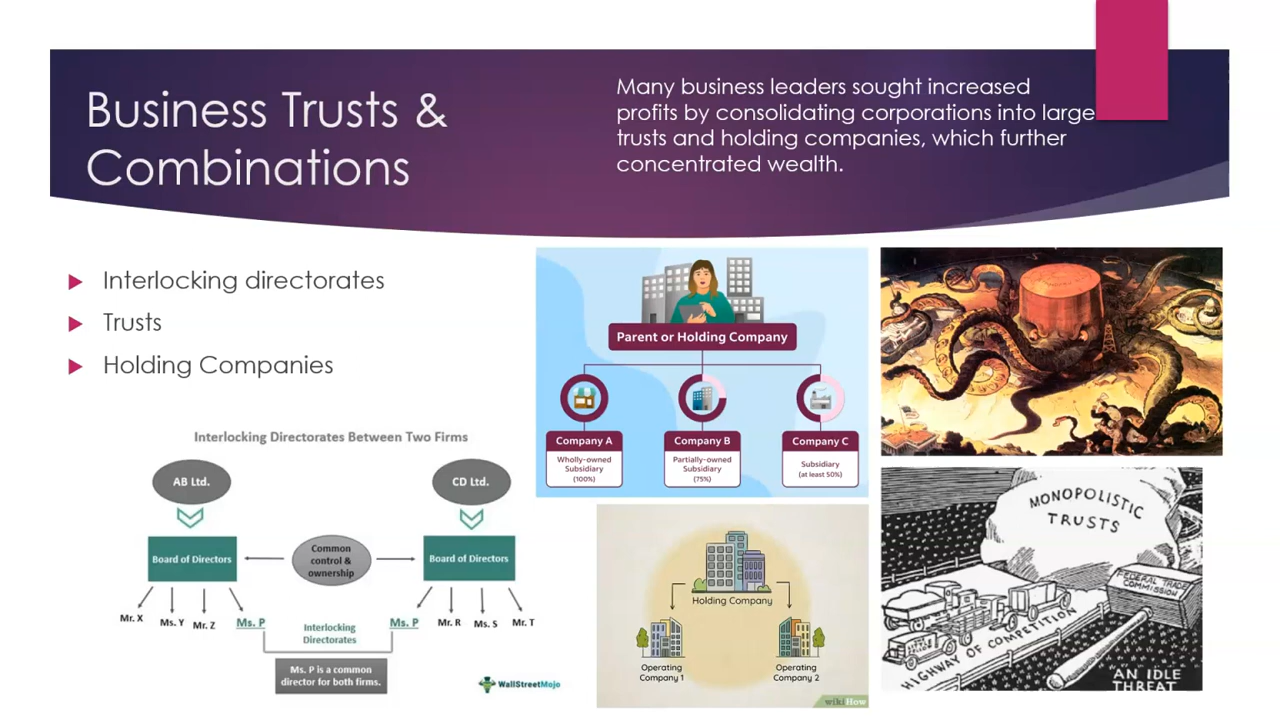 Business Trusts &
Combinations
Many business leaders sought increased
profits by consolidating corporations into large
trusts and holding companies, which further
concentrated wealth.
Interlocking directorates
Trusts
Holding Companies
Interlocking Directorates Between Two Firms
AB Ltd.
CD Ltd.
Board of Directors
Common
control &
ownership
Board of Directors
Mr. X
Ms. Y
Mr. Z
Ms. P
Ms. P
Mr. R
Ms. S
Mr. T
Interlocking
Directorates
Ms. P is a common
director for both firms.
WallStreetMojo
Parent or Holding Company
Company A
Wholly-owned
Subsidiary
(100%)
Company B
Partially-owned
Subsidiary
(75%)
Company C
Subsidiary
(at least 50%)
Holding Company
Operating
Company 1
Operating
Company 2
wikiHow
MONOPOLISTIC
TRUSTS
FEDERAL TRADE
COMMISSION
HIGHWAY OF COMPETITION
AN IDLE
THREAT